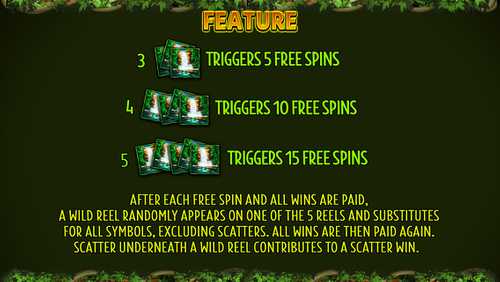 FEATURE
3 TRIGGERS 5 FREE SPINS
4 TRIGGERS 10 FREE SPINS
5 TRIGGERS 15 FREE SPINS
AFTER EACH FREE SPIN AND ALL WINS ARE PAID,
A WILD REEL RANDOMLY APPEARS ON ONE OF THE 5 REELS AND SUBSTITUTES
FOR ALL SYMBOLS, EXCLUDING SCATTERS. ALL WINS ARE THEN PAID AGAIN.
SCATTER UNDERNEATH A WILD REEL CONTRIBUTES TO A SCATTER WIN.